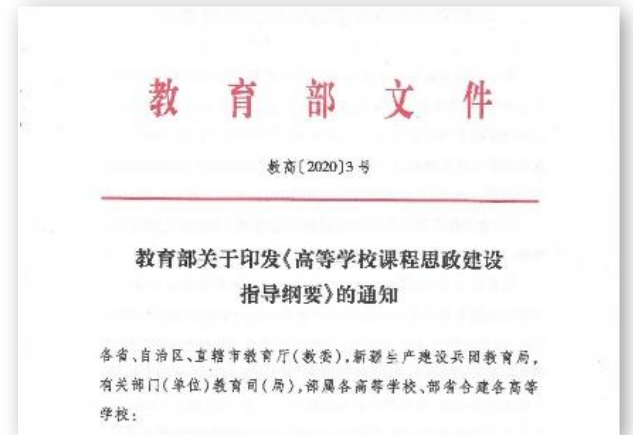 教育部文件
教高〔2020〕3号
教育部关于印发《高等学校课程思政建设
指导纲要》的通知
各省、自治区、直辖市教育厅(教委),新疆生产建设兵团教育局,
有关部门(单位)教育司(局),部属各高等学校、部省合建各高等
学校: